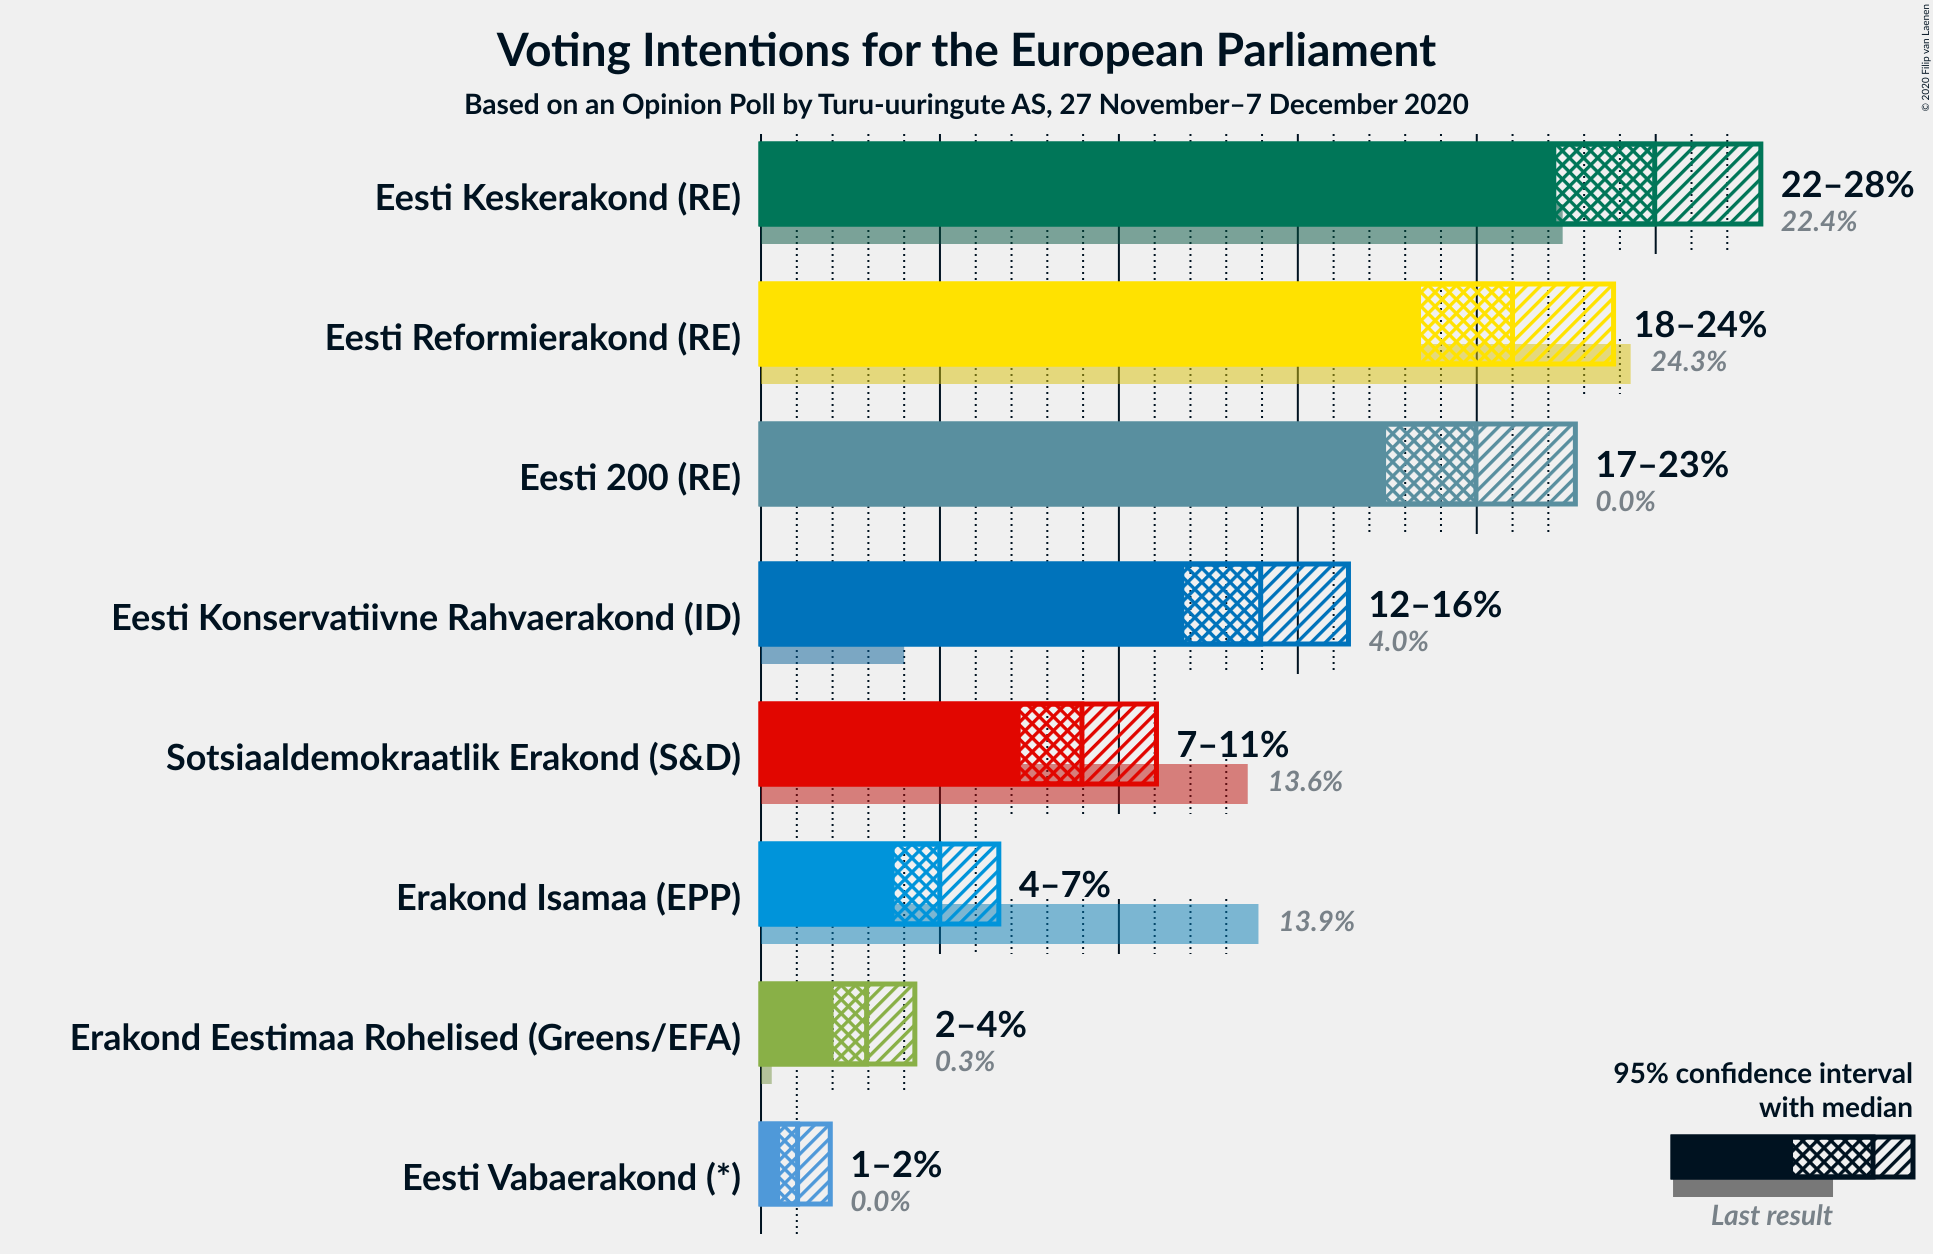 Voting Intentions for the European Parliament
Based on an Opinion Poll by Turu-uuringute AS, 27 November–7 December 2020
© 2020 Filip van Laenen
Eesti Keskerakond (RE)
22–28%
22.4%
Eesti Reformierakond (RE)
18–24%
24.3%
Eesti 200 (RE)
17–23%
0.0%
Eesti Konservatiivne Rahvaerakond (ID)
12–16%
4.0%
Sotsiaaldemokraatlik Erakond (S&D)
7–11%
13.6%
Erakond Isamaa (EPP)
4–7%
13.9%
Erakond Eestimaa Rohelised (Greens/EFA)
2–4%
0.3%
Eesti Vabaerakond (*)
1–2%
0.0%
95% confidence interval
with median
Last result